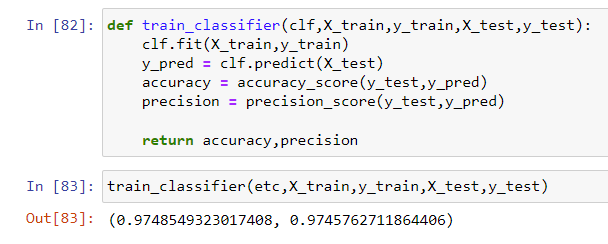 In [82]: def train_classifier(clf,X_train,y_train,X_test,y_test):
    clf.fit(X_train,y_train)
    y_pred = clf.predict(X_test)
    accuracy = accuracy_score(y_test,y_pred)
    precision = precision_score(y_test,y_pred)
    return accuracy,precision
In [83]: train_classifier(etc,X_train,y_train,X_test,y_test)
Out[83]: (0.9748549323017408, 0.9745762711864406)